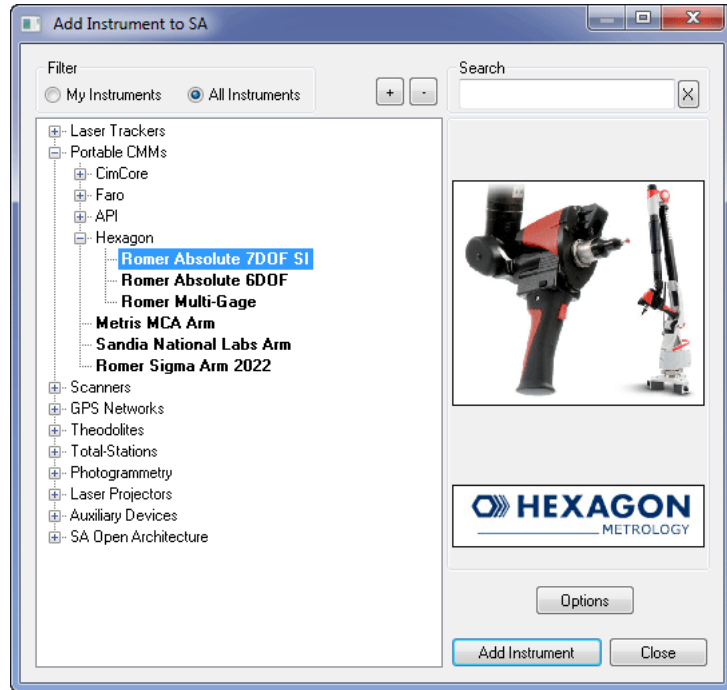 Add Instrument to SA
Filter
My Instruments
All Instruments
+
-
Search
X
Laser Trackers
Portable CMMs
CimCore
Faro
API
Hexagon
Romer Absolute 7DOF SI
Romer Absolute 6DOF
Romer Multi-Gage
Metris MCA Arm
Sandia National Labs Arm
Romer Sigma Arm 2022
Scanners
GPS Networks
Theodolites
Total-Stations
Photogrammetry
Laser Projectors
Auxiliary Devices
SA Open Architecture
HEXAGON
METROLOGY
Options
Add Instrument
Close